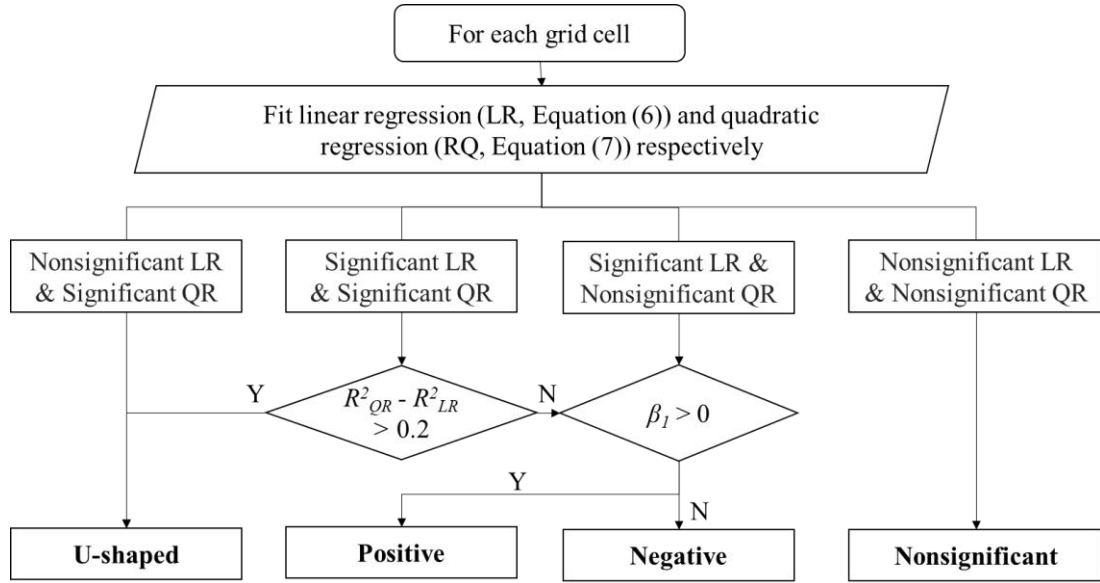 For each grid cell
Fit linear regression (LR, Equation (6)) and quadratic
regression (RQ, Equation (7)) respectively
Nonsignificant LR
& Significant QR
Significant LR
& Significant QR
Significant LR &
Nonsignificant QR
Nonsignificant LR
& Nonsignificant QR
Y
R²QR - R²LR
> 0.2
N
β1 > 0
Y
N
U-shaped
Positive
Negative
Nonsignificant